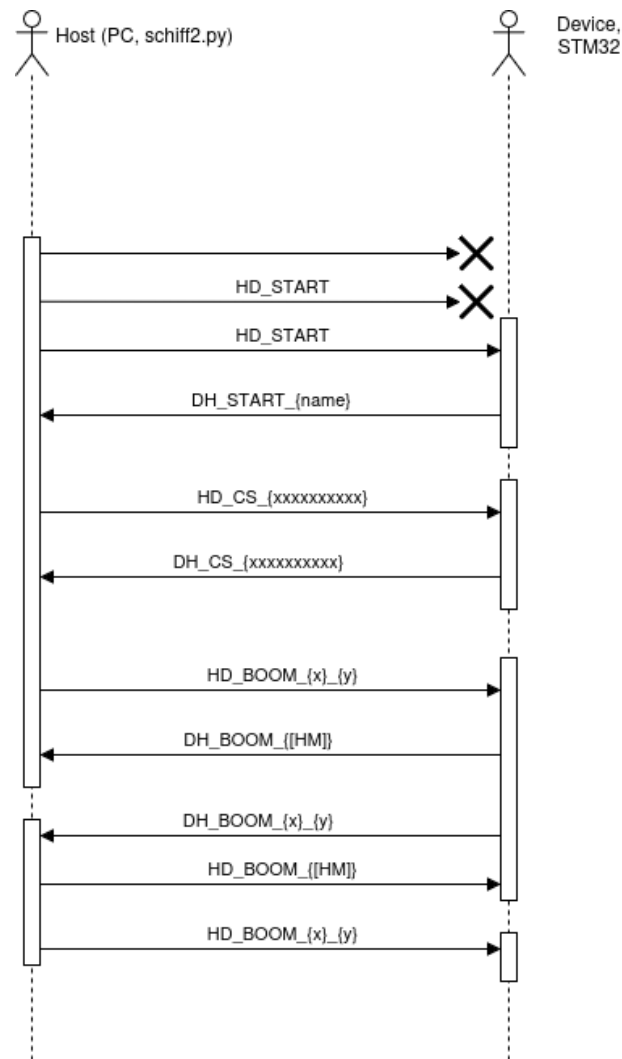 Host (PC, schiff2.py)
Device,
STM32
HD_START
HD_START
DH_START_{name}
HD_CS_{xxxxxxxxxx}
DH_CS_{xxxxxxxxxx}
HD_BOOM_{x}_{y}
DH_BOOM_{[HM]}
DH_BOOM_{x}_{y}
HD_BOOM_{[HM]}
HD_BOOM_{x}_{y}